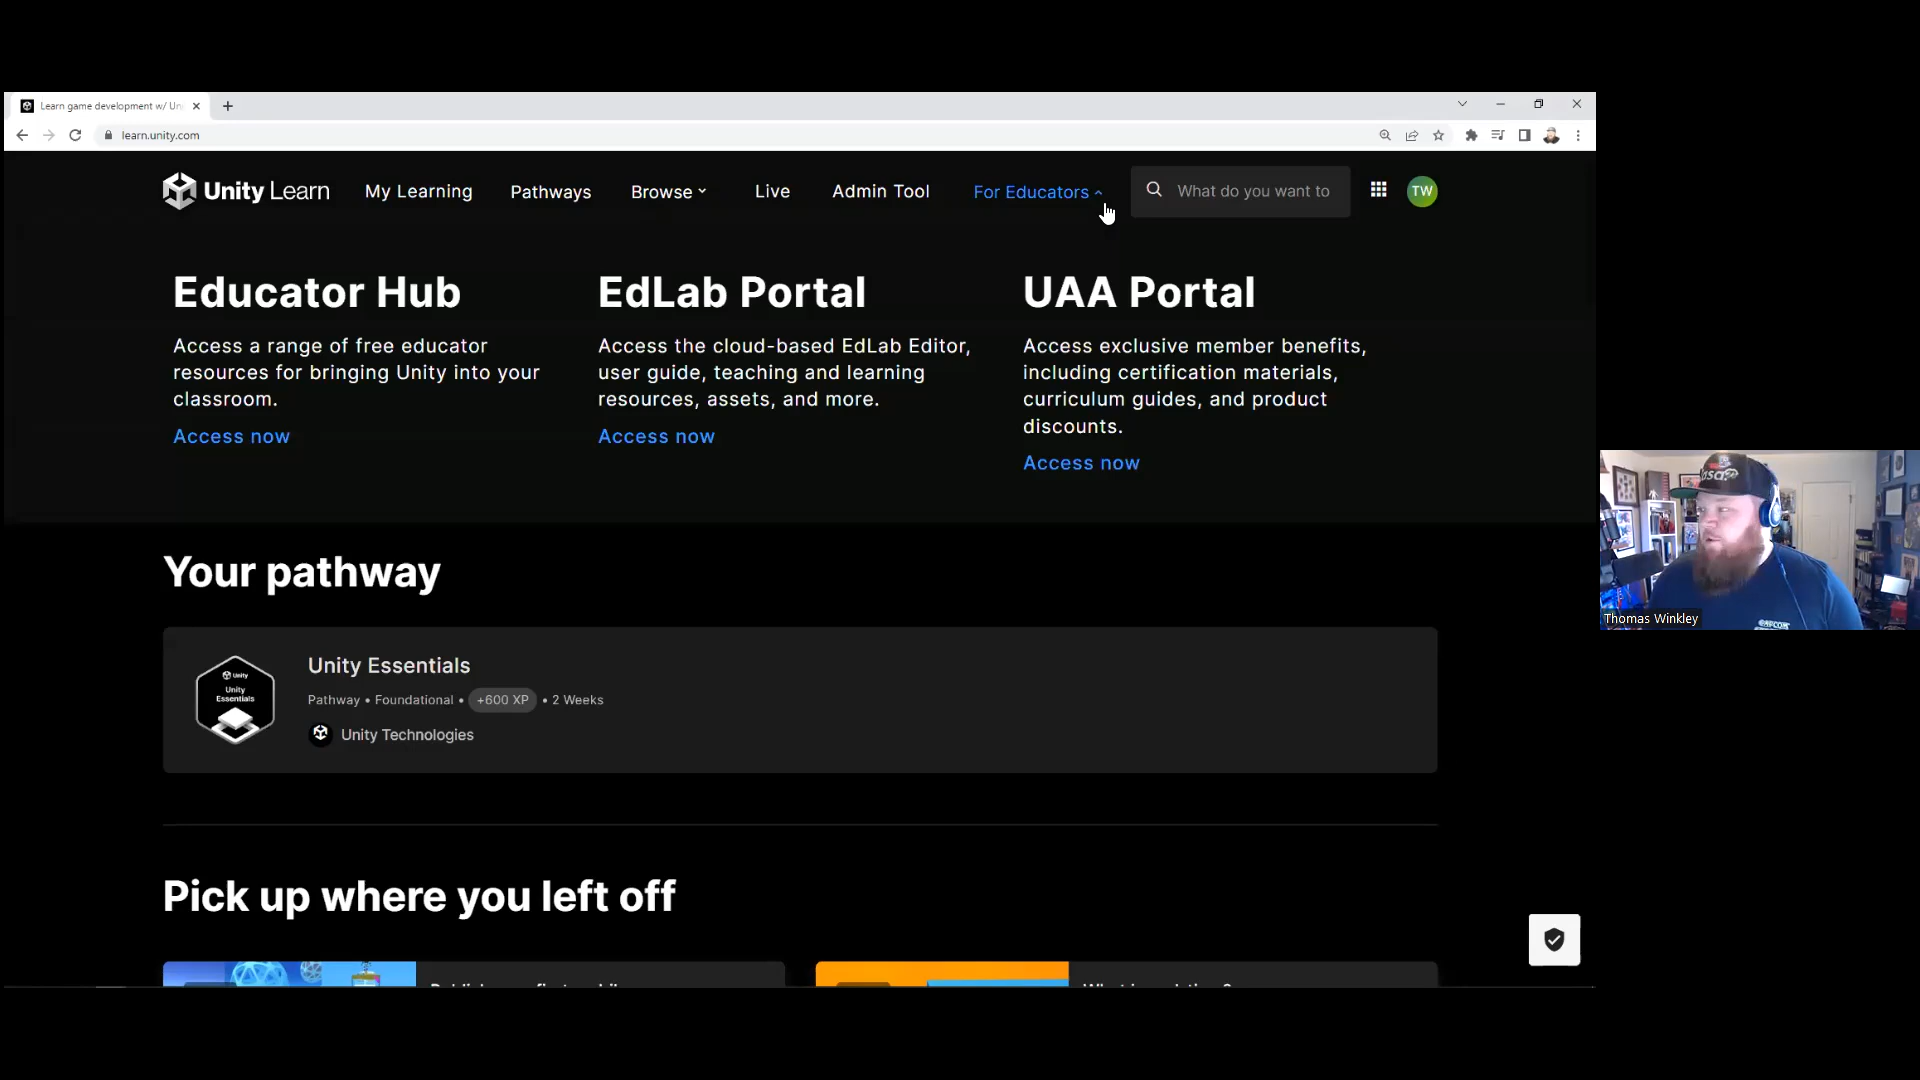 Learn game development w/ Un
learn.unity.com
Unity Learn
My Learning
Pathways
Browse
Live
Admin Tool
For Educators
What do you want to
TW
Educator Hub
Access a range of free educator
resources for bringing Unity into your
classroom.
Access now
EdLab Portal
Access the cloud-based EdLab Editor,
user guide, teaching and learning
resources, assets, and more.
Access now
UAA Portal
Access exclusive member benefits,
including certification materials,
curriculum guides, and product
discounts.
Access now
Your pathway
Unity
Unity
Essentials
Unity Essentials
Pathway • Foundational • +600 XP • 2 Weeks
Unity Technologies
Pick up where you left off
Thomas Winkley
CAPCOM